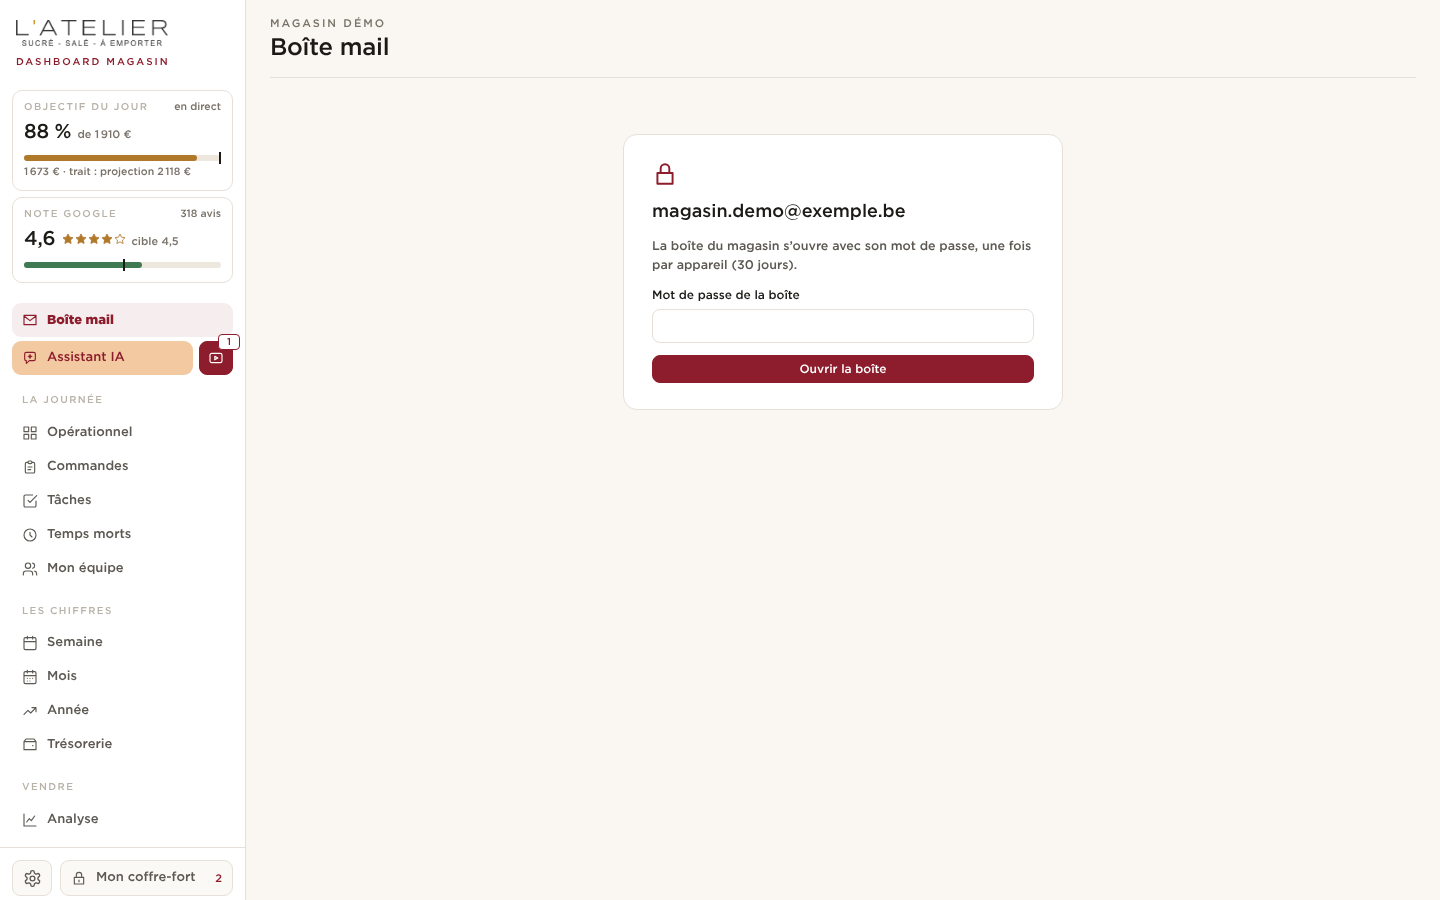 L'ATELIER
SUCRÉ - SALÉ - À EMPORTER
DASHBOARD MAGASIN
OBJECTIF DU JOUR en direct
88 % de 1 910 €
1 673 € · trait : projection 2 118 €
NOTE GOOGLE 318 avis
4,6 cible 4,5
Boîte mail
Assistant IA 1
LA JOURNÉE
Opérationnel
Commandes
Tâches
Temps morts
Mon équipe
LES CHIFFRES
Semaine
Mois
Année
Trésorerie
VENDRE
Analyse
Mon coffre-fort 2
MAGASIN DÉMO
Boîte mail
magasin.demo@exemple.be
La boîte du magasin s’ouvre avec son mot de passe, une fois
par appareil (30 jours).
Mot de passe de la boîte
Ouvrir la boîte